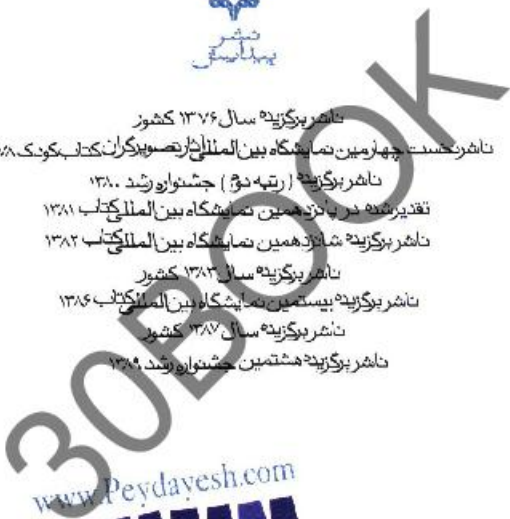 نشر
پیدایش
ناشر برگزیده سال ۱۳۷۶ کشور
ناشر نخست چهارمین نمایشگاه بین المللی آثار تصویرگران کتاب کودک
ناشر برگزیده ( رتبه دوم ) جشنواره رشد ۱۳۸۰
تقدیر شده در پانزدهمین نمایشگاه بین المللی کتاب ۱۳۸۱
ناشر برگزیده شانزدهمین نمایشگاه بین المللی کتاب ۱۳۸۲
ناشر برگزیده سال ۱۳۸۳ کشور
ناشر برگزیده بیستمین نمایشگاه بین المللی کتاب ۱۳۸۶
ناشر برگزیده سال ۱۳۸۷ کشور
ناشر برگزیده هشتمین جشنواره رشد ۱۳۸۹
30BOOK
www.Peydayesh.com